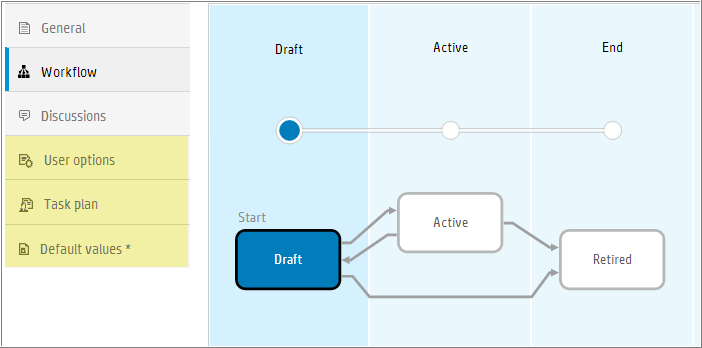 General
Workflow
Discussions
User options
Task plan
Default values *
Draft
Active
End
Start
Draft
Active
Retired